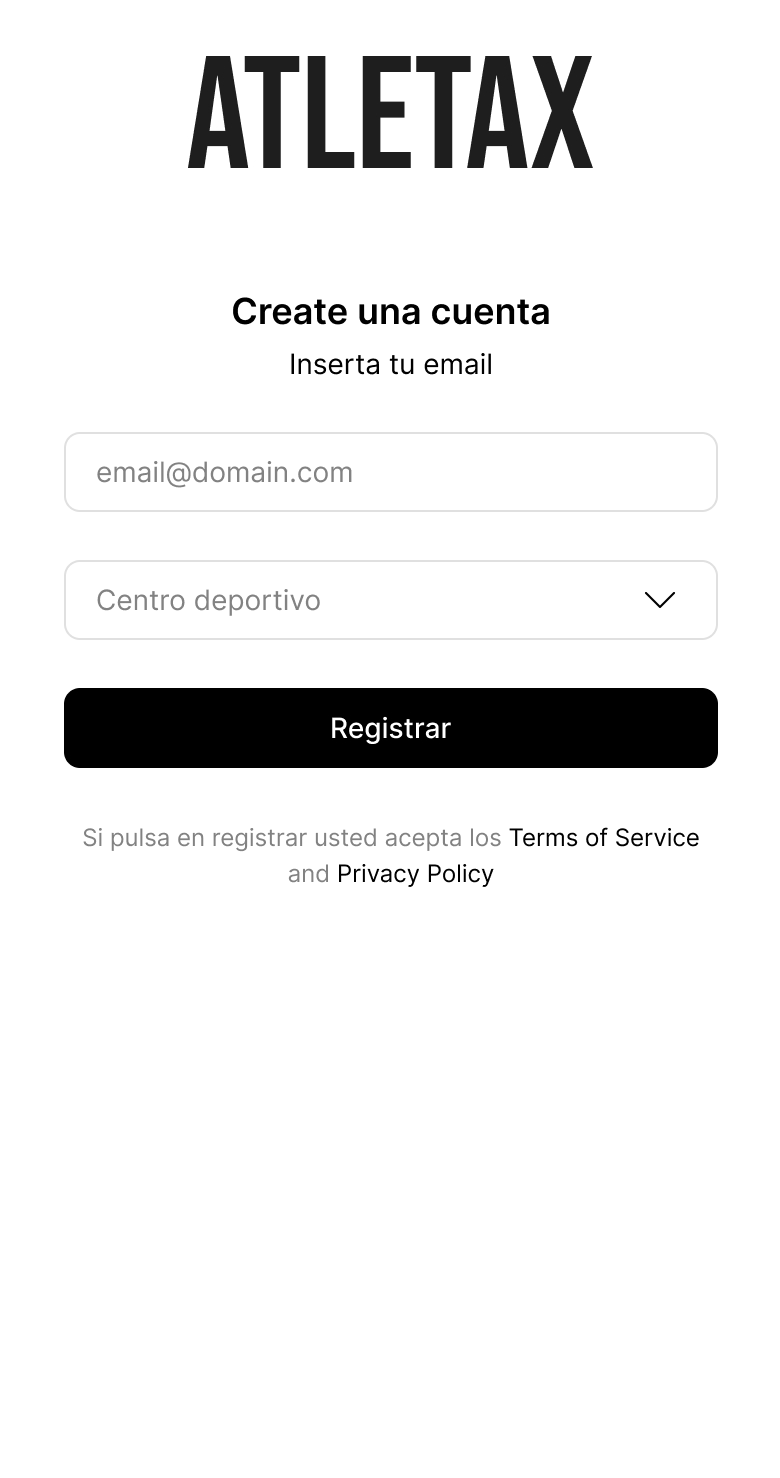 ATLETAX
Create una cuenta
Inserta tu email
email@domain.com
Centro deportivo
Registrar
Si pulsa en registrar usted acepta los Terms of Service
and Privacy Policy